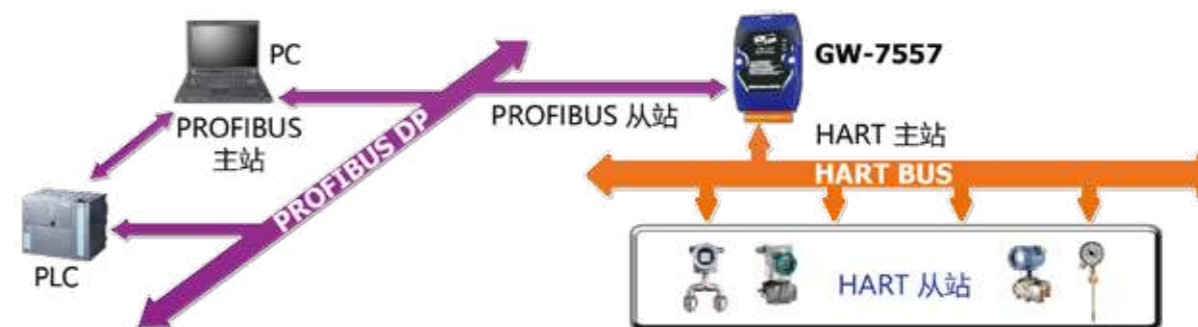 PC
PROFIBUS
主站
PLC
PROFIBUS DP
PROFIBUS 从站
GW-7557
HART 主站
HART BUS
HART 从站